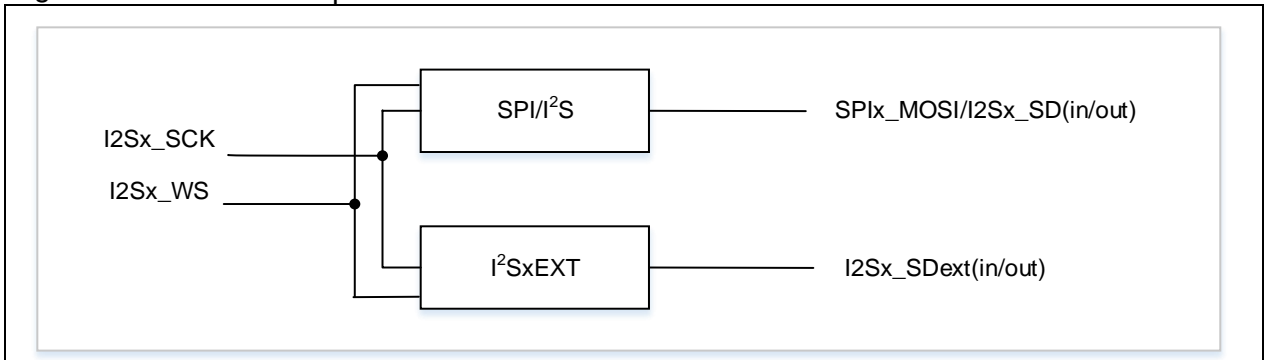 SPI/I²S
SPIx_MOSI/I2Sx_SD(in/out)
I2Sx_SCK
I2Sx_WS
I²SxEXT
I2Sx_SDext(in/out)